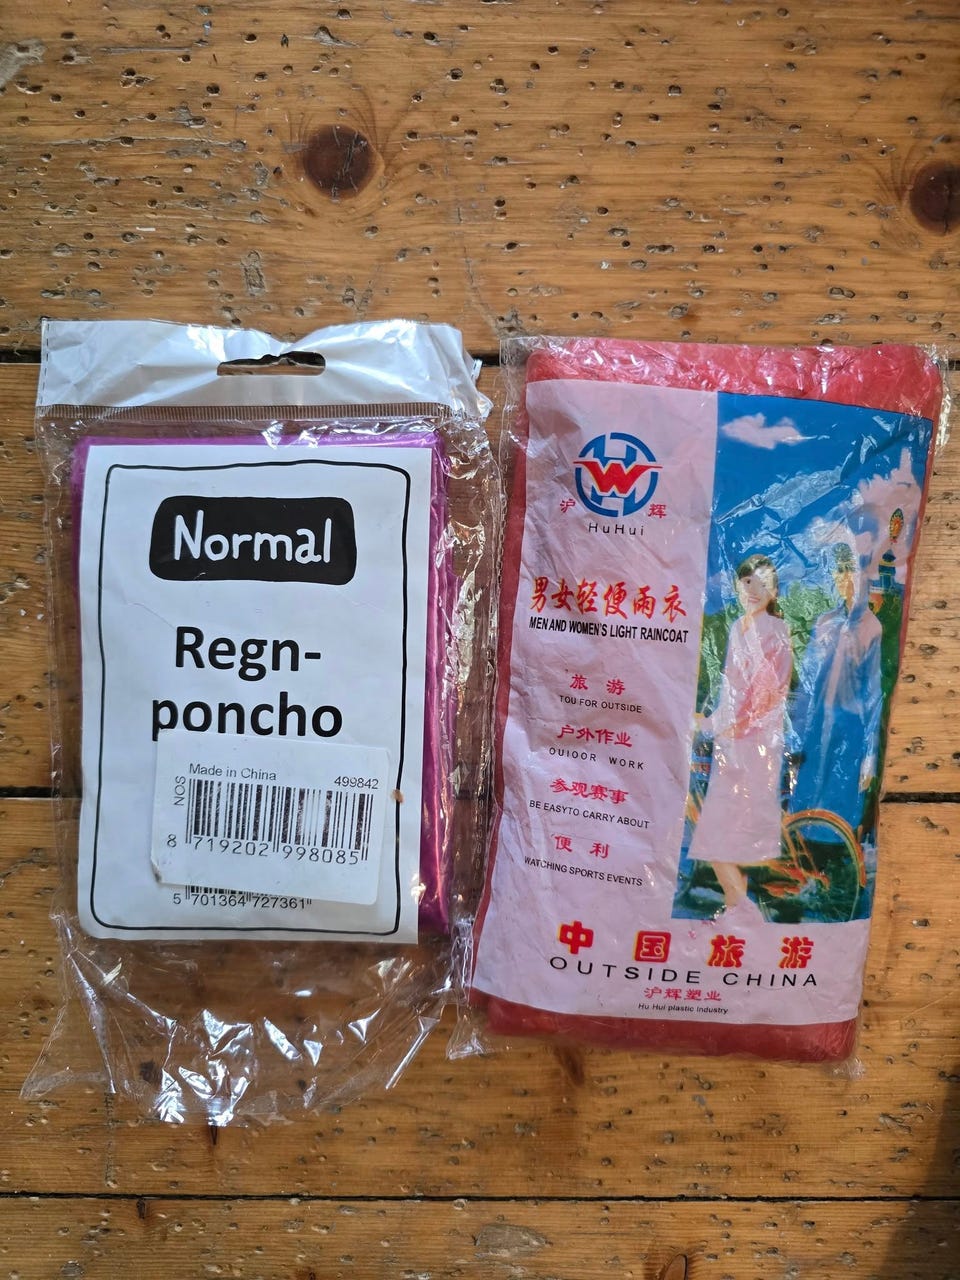 Normal
Regn-
poncho
Made in China
499842
SON
8 719202 998085
5 701364 727361
HW
沪 辉
HuHui
男女轻便雨衣
MEN AND WOMEN'S LIGHT RAINCOAT
旅 游
TOU FOR OUTSIDE
户外作业
OUIOOR WORK
参观赛事
BE EASYTO CARRY ABOUT
便 利
WATCHING SPORTS EVENTS
中国旅游
OUTSIDE CHINA
沪辉塑业
Hu Hui plastic Industry